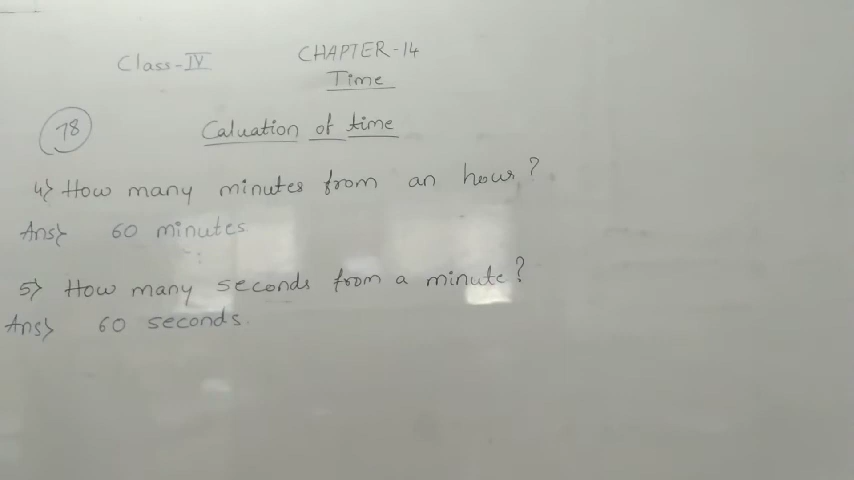 Class-IV CHAPTER-14
Time
78 Caluation of time
4) How many minutes from an hour?
Ans) 60 minutes.
5) How many seconds from a minute?
Ans) 60 seconds.